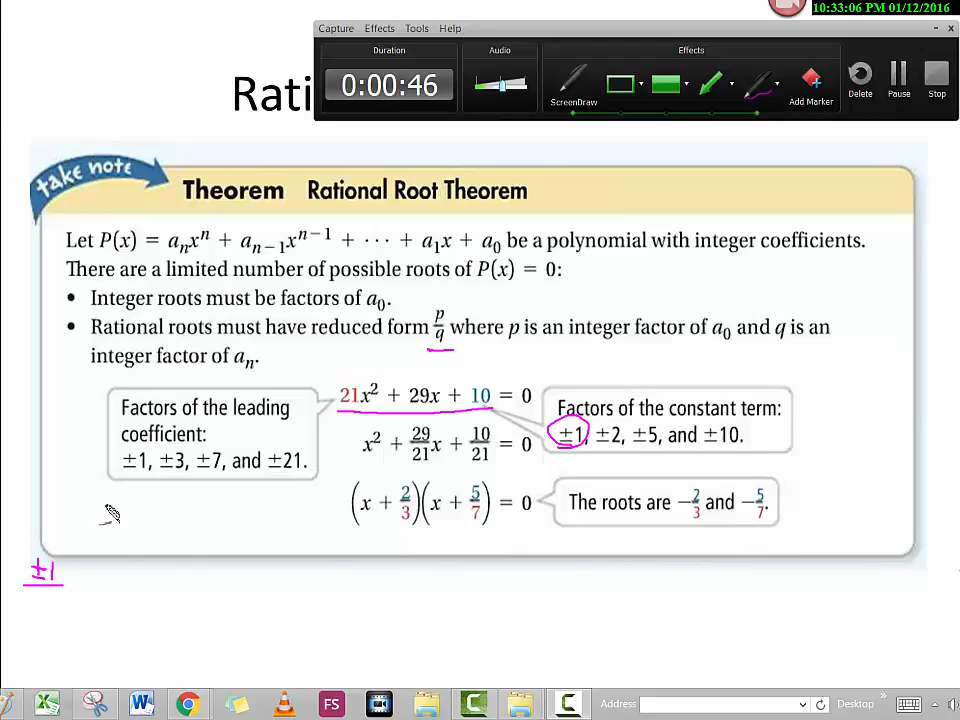 10:33:06 PM 01/12/2016
Capture Effects Tools Help
Duration Audio Effects
0:00:46
ScreenDraw Add Marker Delete Pause Stop
Rati
take note
Theorem Rational Root Theorem
Let P(x) = aₙxⁿ + aₙ₋₁xⁿ⁻¹ + ⋯ + a₁x + a₀ be a polynomial with integer coefficients.
There are a limited number of possible roots of P(x) = 0:
• Integer roots must be factors of a₀.
• Rational roots must have reduced form p/q where p is an integer factor of a₀ and q is an
integer factor of aₙ.
21x² + 29x + 10 = 0
Factors of the leading
coefficient:
±1, ±3, ±7, and ±21.
Factors of the constant term:
±1, ±2, ±5, and ±10.
x² + 29/21x + 10/21 = 0
(x + 2/3)(x + 5/7) = 0
The roots are −2/3 and −5/7.
±1
FS
Address Desktop